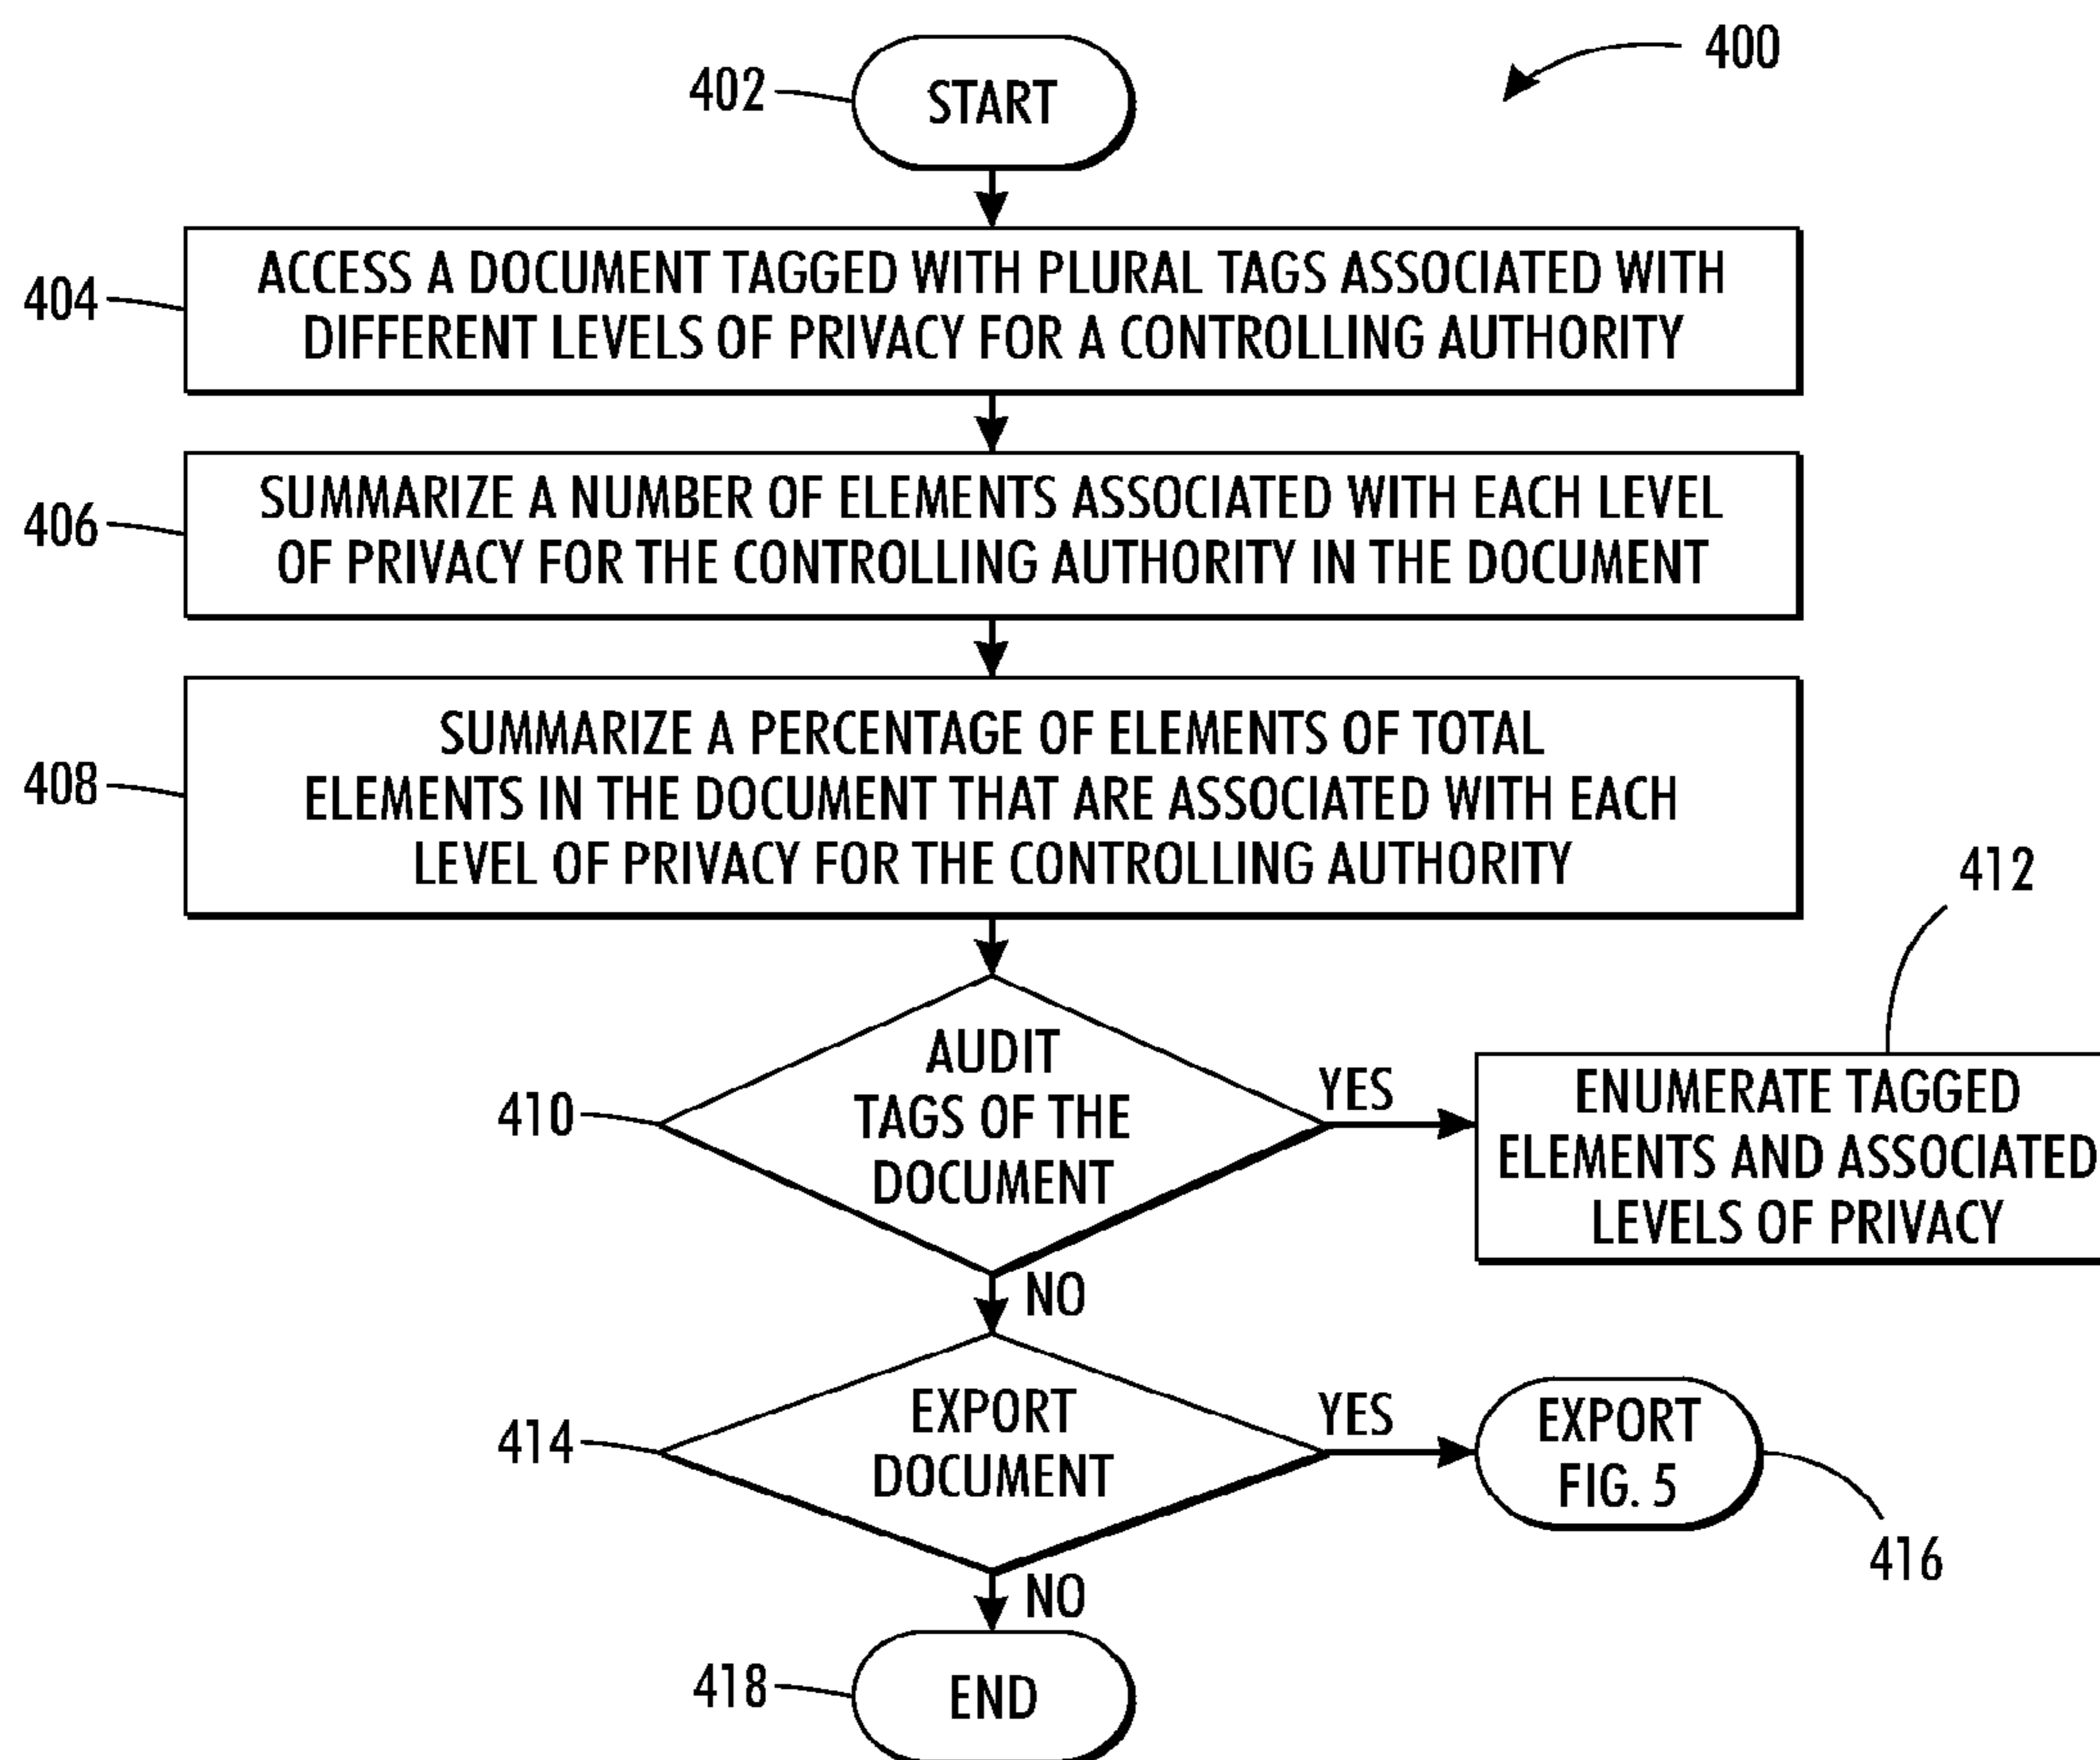 400
402
START
404
ACCESS A DOCUMENT TAGGED WITH PLURAL TAGS ASSOCIATED WITH
DIFFERENT LEVELS OF PRIVACY FOR A CONTROLLING AUTHORITY
406
SUMMARIZE A NUMBER OF ELEMENTS ASSOCIATED WITH EACH LEVEL
OF PRIVACY FOR THE CONTROLLING AUTHORITY IN THE DOCUMENT
408
SUMMARIZE A PERCENTAGE OF ELEMENTS OF TOTAL
ELEMENTS IN THE DOCUMENT THAT ARE ASSOCIATED WITH EACH
LEVEL OF PRIVACY FOR THE CONTROLLING AUTHORITY
410
AUDIT
TAGS OF THE
DOCUMENT
YES
412
ENUMERATE TAGGED
ELEMENTS AND ASSOCIATED
LEVELS OF PRIVACY
NO
414
EXPORT
DOCUMENT
YES
EXPORT
FIG. 5
416
NO
418
END